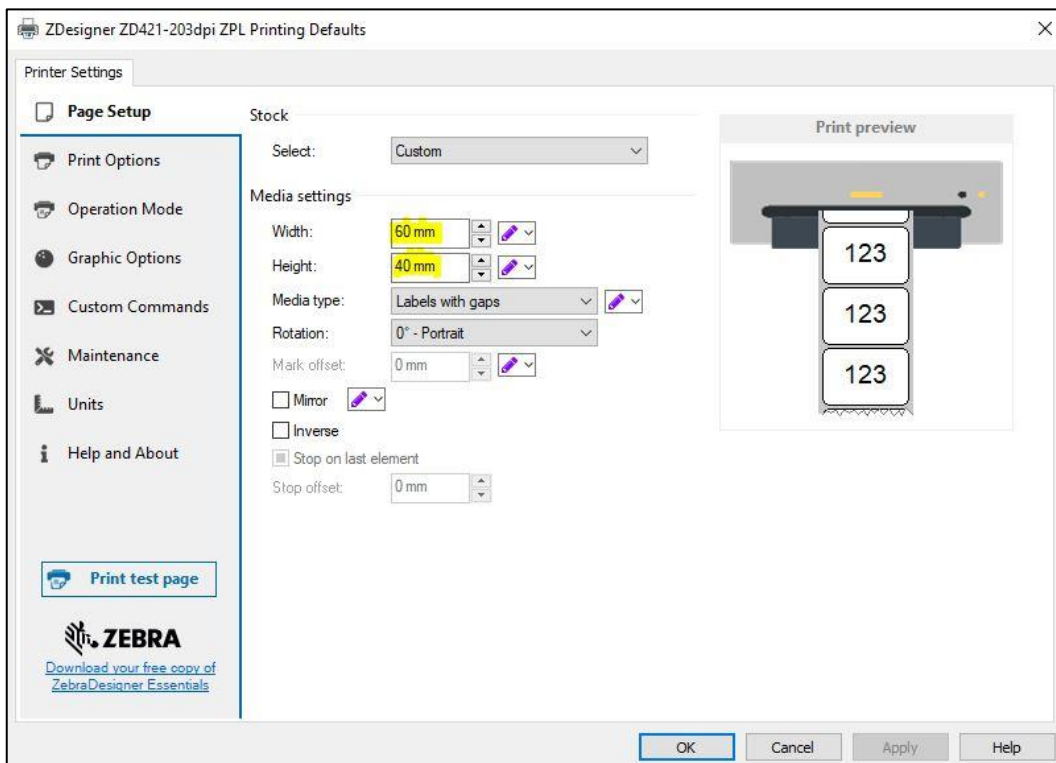 ZDesigner ZD421-203dpi ZPL Printing Defaults
Printer Settings
Page Setup
Print Options
Operation Mode
Graphic Options
Custom Commands
Maintenance
Units
Help and About
Print test page
ZEBRA
Download your free copy of
ZebraDesigner Essentials
Stock
Select: Custom
Media settings
Width: 60 mm
Height: 40 mm
Media type: Labels with gaps
Rotation: 0° - Portrait
Mark offset: 0 mm
Mirror
Inverse
Stop on last element
Stop offset: 0 mm
Print preview
123
123
123
OK Cancel Apply Help